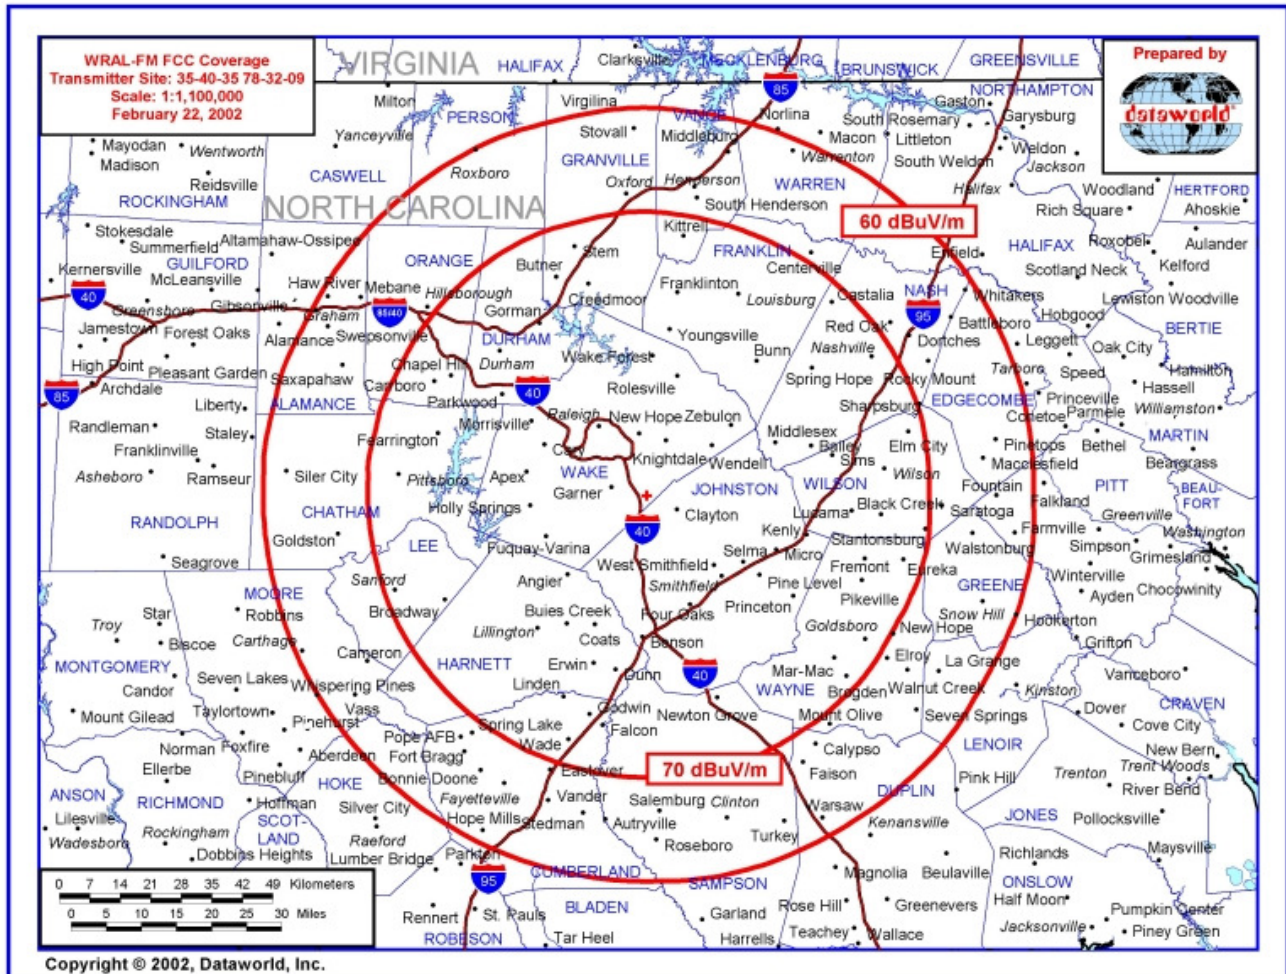 WRAL-FM FCC Coverage
Transmitter Site: 35-40-35 78-32-09
Scale: 1:1,100,000
February 22, 2002
Prepared by
dataworld
VIRGINIA
HALIFAX
Clarksville
MECKLENBURG
BRUNSWICK
GREENSVILLE
85
NORTHAMPTON
Milton
PERSON
Virgilina
VANCE
Norlina
Gaston
Garysburg
Mayodan
Wentworth
Yanceyville
Stovall
Middleburg
South Rosemary
Macon
Littleton
Weldon
Madison
GRANVILLE
Warrenton
South Weldon
Jackson
Reidsville
CASWELL
Roxboro
Oxford
Henderson
WARREN
Halifax
Woodland
HERTFORD
ROCKINGHAM
NORTH CAROLINA
South Henderson
Rich Square
Ahoskie
60 dBuV/m
Stokesdale
Kittrell
Summerfield
Altamahaw-Ossipee
Stem
FRANKLIN
Enfield
HALIFAX
Roxobel
Aulander
Kernersville
GUILFORD
ORANGE
Butner
Centerville
Scotland Neck
Kelford
McLeansville
Haw River
Mebane
Hillsborough
Creedmoor
Franklinton
Louisburg
Castalia
NASH
Whitakers
Lewiston Woodville
40
Greensboro
Gibsonville
Graham
85/40
Gorman
95
Battleboro
Hobgood
BERTIE
Jamestown
Forest Oaks
Alamance
Swepsonville
DURHAM
Youngsville
Red Oak
Dortches
Leggett
Oak City
Nashville
High Point
Pleasant Garden
Saxapahaw
Chapel Hill
Durham
Wake Forest
Bunn
Tarboro
Speed
Hamilton
85
Archdale
Carrboro
40
Rolesville
Spring Hope
Rocky Mount
Hassell
Liberty
ALAMANCE
Parkwood
Raleigh
New Hope
Zebulon
Sharpsburg
EDGECOMBE
Princeville
Conetoe
Parmele
Williamston
Randleman
Staley
Fearrington
Morrisville
Middlesex
Bailey
Elm City
Pinetops
Bethel
MARTIN
Franklinville
Cary
Knightdale
Wendell
Sims
Macclesfield
Beargrass
Asheboro
Ramseur
Siler City
Pittsboro
Apex
WAKE
JOHNSTON
WILSON
Wilson
Fountain
PITT
BEAU-
FORT
Garner
Black Creek
Falkland
RANDOLPH
CHATHAM
Holly Springs
Clayton
Lucama
Saratoga
Greenville
Goldston
LEE
40
Kenly
Stantonsburg
Farmville
Washington
Seagrove
Fuquay-Varina
Selma
Micro
Walstonburg
Simpson
Grimesland
West Smithfield
Fremont
Eureka
Winterville
Sanford
Angier
Smithfield
Pine Level
GREENE
Chocowinity
MOORE
Broadway
Princeton
Pikeville
Ayden
Star
Robbins
Buies Creek
Four Oaks
Snow Hill
Hookerton
Troy
Biscoe
Carthage
Lillington
Coats
Benson
Goldsboro
New Hope
Grifton
MONTGOMERY
Cameron
HARNETT
Erwin
Dunn
40
Mar-Mac
Elroy
La Grange
Vanceboro
Candor
Seven Lakes
Whispering Pines
Linden
WAYNE
Brogden
Walnut Creek
Kinston
CRAVEN
Mount Gilead
Taylortown
Vass
Godwin
Newton Grove
Mount Olive
Seven Springs
Dover
Cove City
Pinehurst
Spring Lake
Falcon
Norman
Foxfire
Aberdeen
Pope AFB
Wade
Calypso
LENOIR
New Bern
Ellerbe
Pinebluff
Fort Bragg
Eastover
70 dBuV/m
Faison
Pink Hill
Trenton
Trent Woods
ANSON
RICHMOND
HOKE
Bonnie Doone
DUPLIN
River Bend
Hoffman
Silver City
Fayetteville
Vander
Salemburg
Clinton
Warsaw
JONES
Lilesville
SCOT-
LAND
Hope Mills
Stedman
Autryville
Kenansville
Pollocksville
Wadesboro
Rockingham
Raeford
Turkey
Dobbins Heights
Lumber Bridge
Parkton
Roseboro
Richlands
Maysville
95
CUMBERLAND
SAMPSON
Magnolia
Beulaville
ONSLOW
0 7 14 21 28 35 42 49 Kilometers
0 5 10 15 20 25 30 Miles
Rennert
St. Pauls
BLADEN
Garland
Rose Hill
Greenevers
Half Moon
Pumpkin Center
ROBESON
Tar Heel
Harrells
Teachey
Wallace
Jacksonville
Piney Green
Copyright © 2002, Dataworld, Inc.